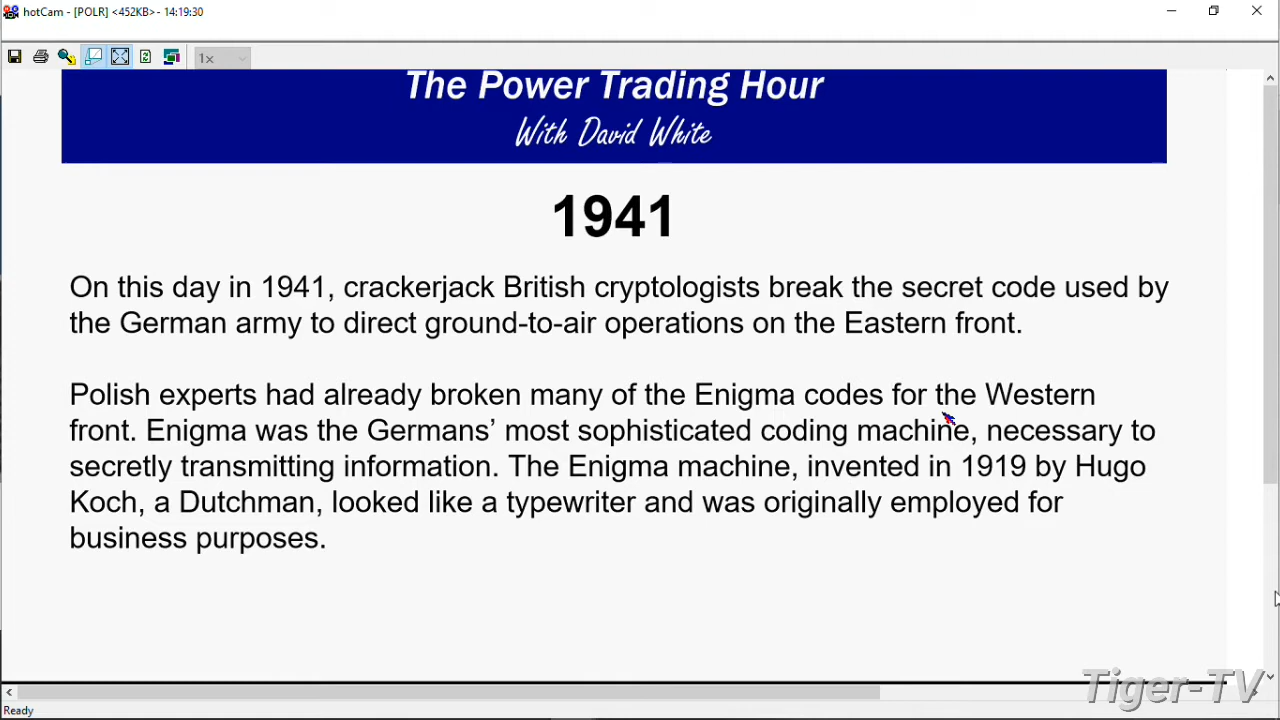 hotCam - [POLR] <452KB> - 14:19:30
1x
The Power Trading Hour
With David White
1941
On this day in 1941, crackerjack British cryptologists break the secret code used by
the German army to direct ground-to-air operations on the Eastern front.
Polish experts had already broken many of the Enigma codes for the Western
front. Enigma was the Germans’ most sophisticated coding machine, necessary to
secretly transmitting information. The Enigma machine, invented in 1919 by Hugo
Koch, a Dutchman, looked like a typewriter and was originally employed for
business purposes.
Tiger-TV
Ready